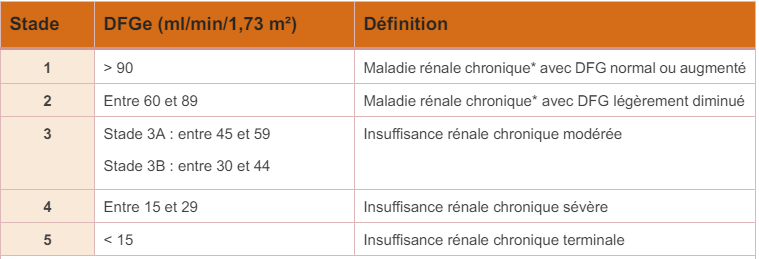 Stade DFGe (ml/min/1,73 m²) Définition
1 > 90 Maladie rénale chronique* avec DFG normal ou augmenté
2 Entre 60 et 89 Maladie rénale chronique* avec DFG légèrement diminué
3 Stade 3A : entre 45 et 59 Insuffisance rénale chronique modérée
Stade 3B : entre 30 et 44
4 Entre 15 et 29 Insuffisance rénale chronique sévère
5 < 15 Insuffisance rénale chronique terminale